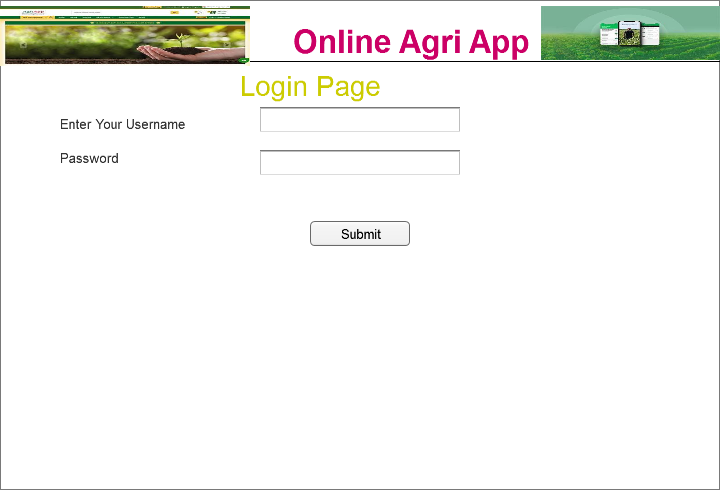 Online Agri App
Login Page
Enter Your Username
Password
Submit